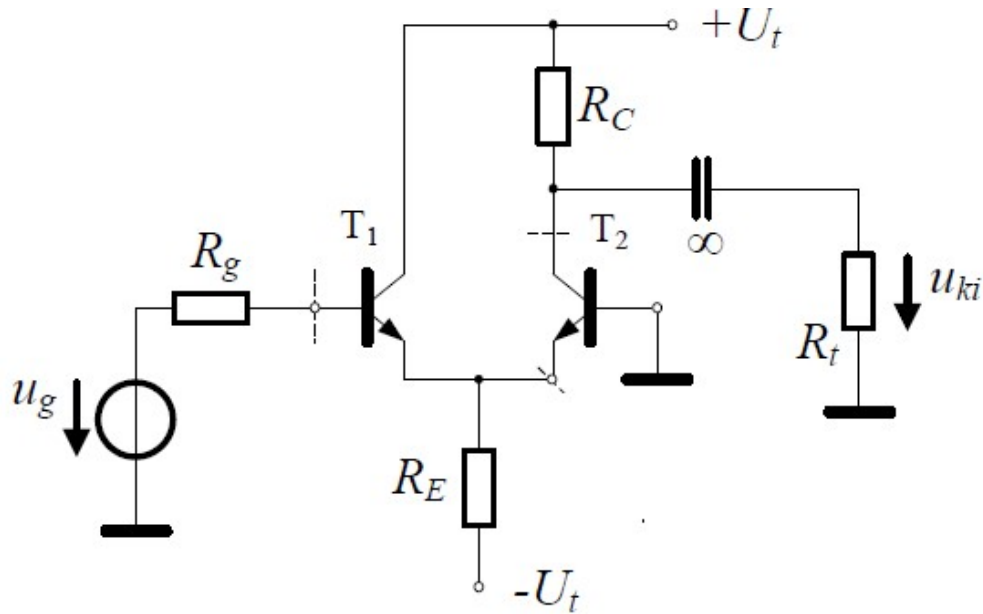 +U_t
R_C
T_1
T_2
∞
R_g
u_ki
R_t
u_g
R_E
-U_t